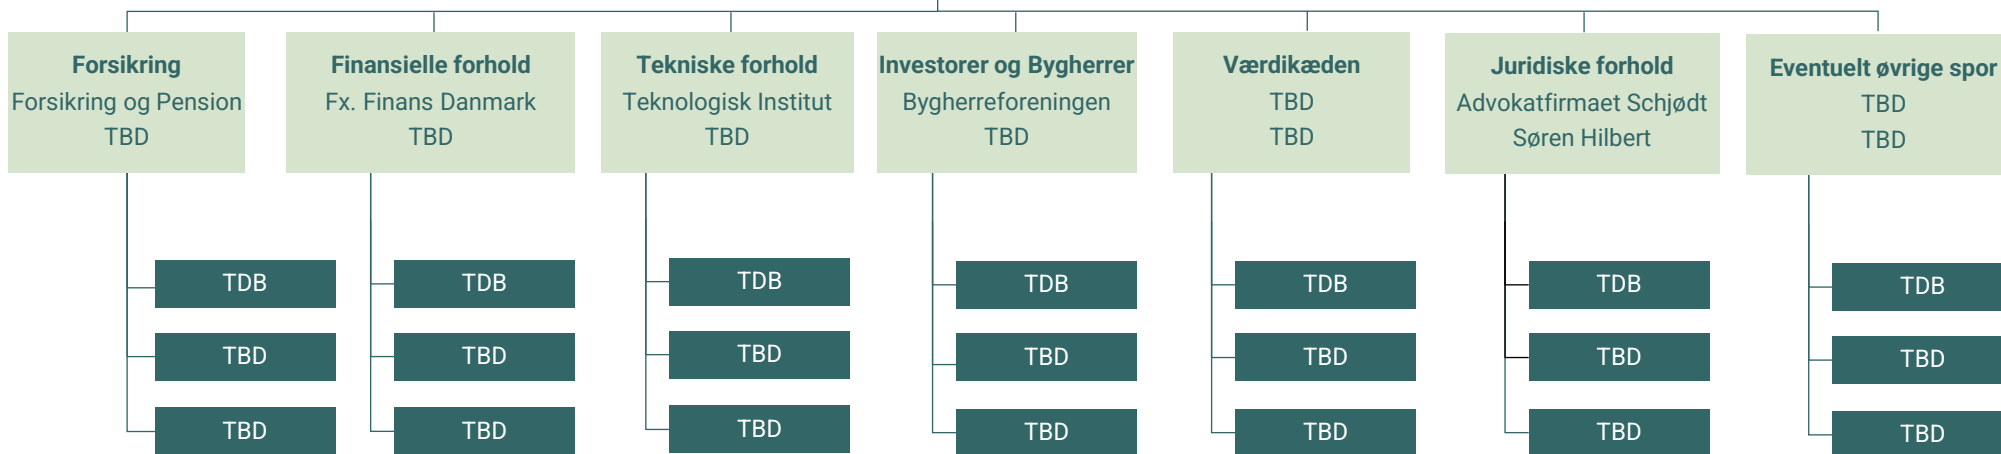 Forsikring
Forsikring og Pension
TBD
Finansielle forhold
Fx. Finans Danmark
TBD
Tekniske forhold
Teknologisk Institut
TBD
Investorer og Bygherrer
Bygherreforeningen
TBD
Værdikæden
TBD
TBD
Juridiske forhold
Advokatfirmaet Schjødt
Søren Hilbert
Eventuelt øvrige spor
TBD
TBD
TDB
TBD
TBD
TDB
TBD
TBD
TDB
TBD
TBD
TDB
TBD
TBD
TDB
TBD
TBD
TDB
TBD
TBD
TDB
TBD
TBD